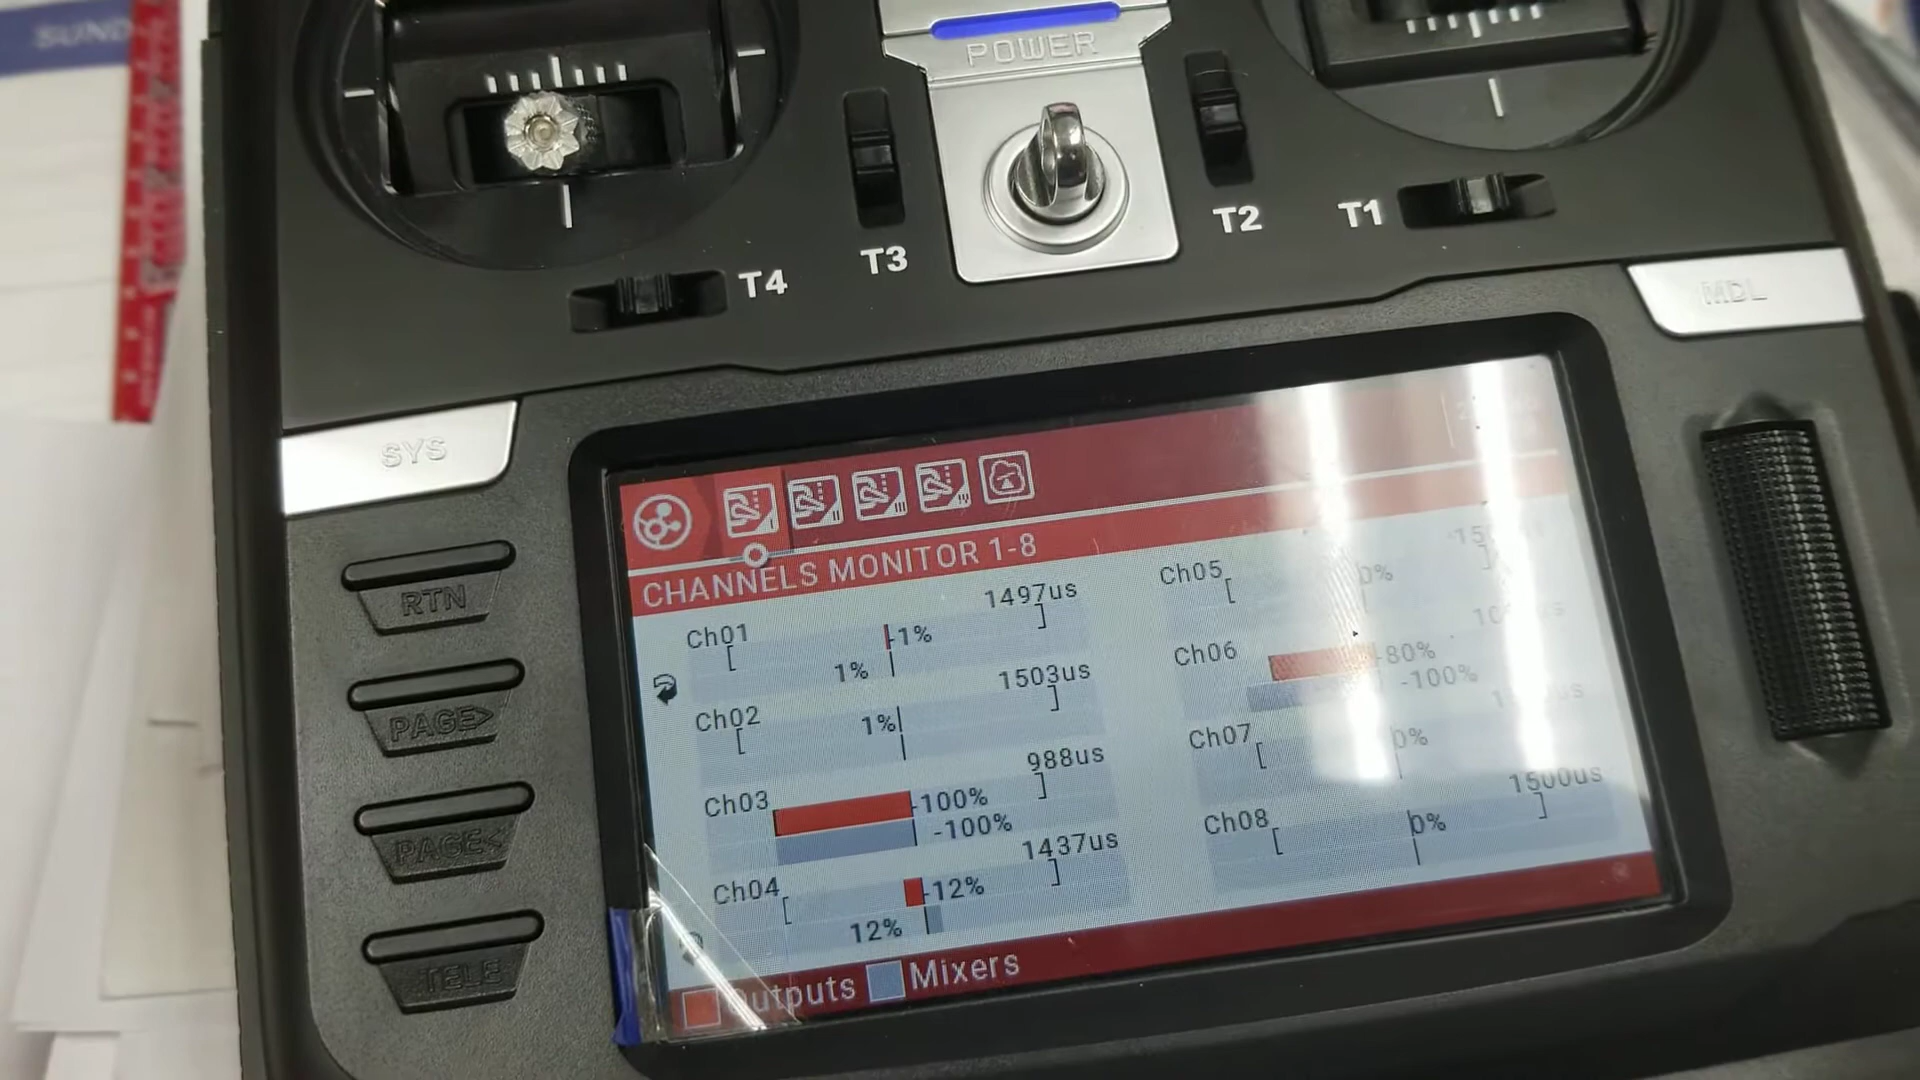 SUND
POWER
T4
T3
T2
T1
MDL
SYS
RTN
PAGE>
PAGE<
TELE
CHANNELS MONITOR 1-8
Ch01
1497us
-1%
1%
Ch02
1503us
1%
Ch03
988us
-100%
-100%
Ch04
1437us
-12%
12%
Ch05
0%
Ch06
-80%
-100%
Ch07
0%
Ch08
1500us
0%
Outputs
Mixers